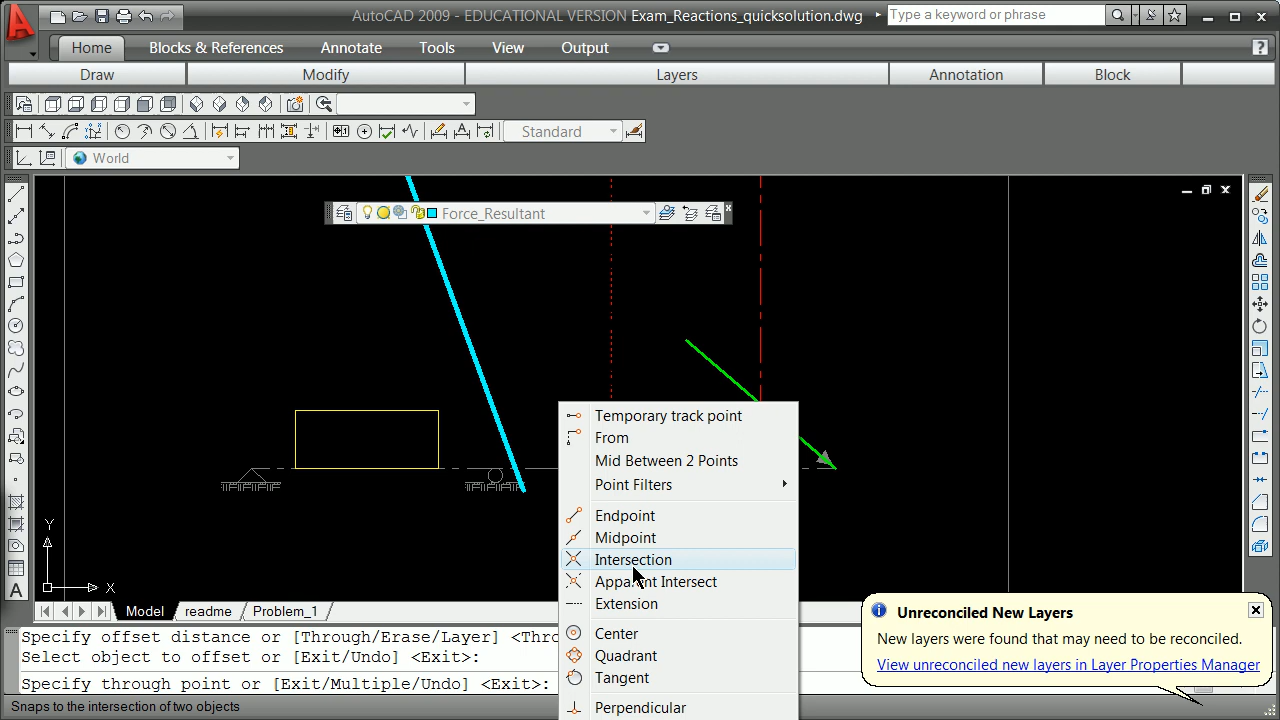 AutoCAD 2009 - EDUCATIONAL VERSION Exam_Reactions_quicksolution.dwg
Type a keyword or phrase
Home Blocks & References Annotate Tools View Output
Draw Modify Layers Annotation Block
Standard
World
Force_Resultant
Temporary track point
From
Mid Between 2 Points
Point Filters
Endpoint
Midpoint
Intersection
Apparent Intersect
Extension
Center
Quadrant
Tangent
Perpendicular
Y
X
Model readme Problem_1
Specify offset distance or [Through/Erase/Layer] <Thro
Select object to offset or [Exit/Undo] <Exit>:
Specify through point or [Exit/Multiple/Undo] <Exit>:
Snaps to the intersection of two objects
Unreconciled New Layers
New layers were found that may need to be reconciled.
View unreconciled new layers in Layer Properties Manager